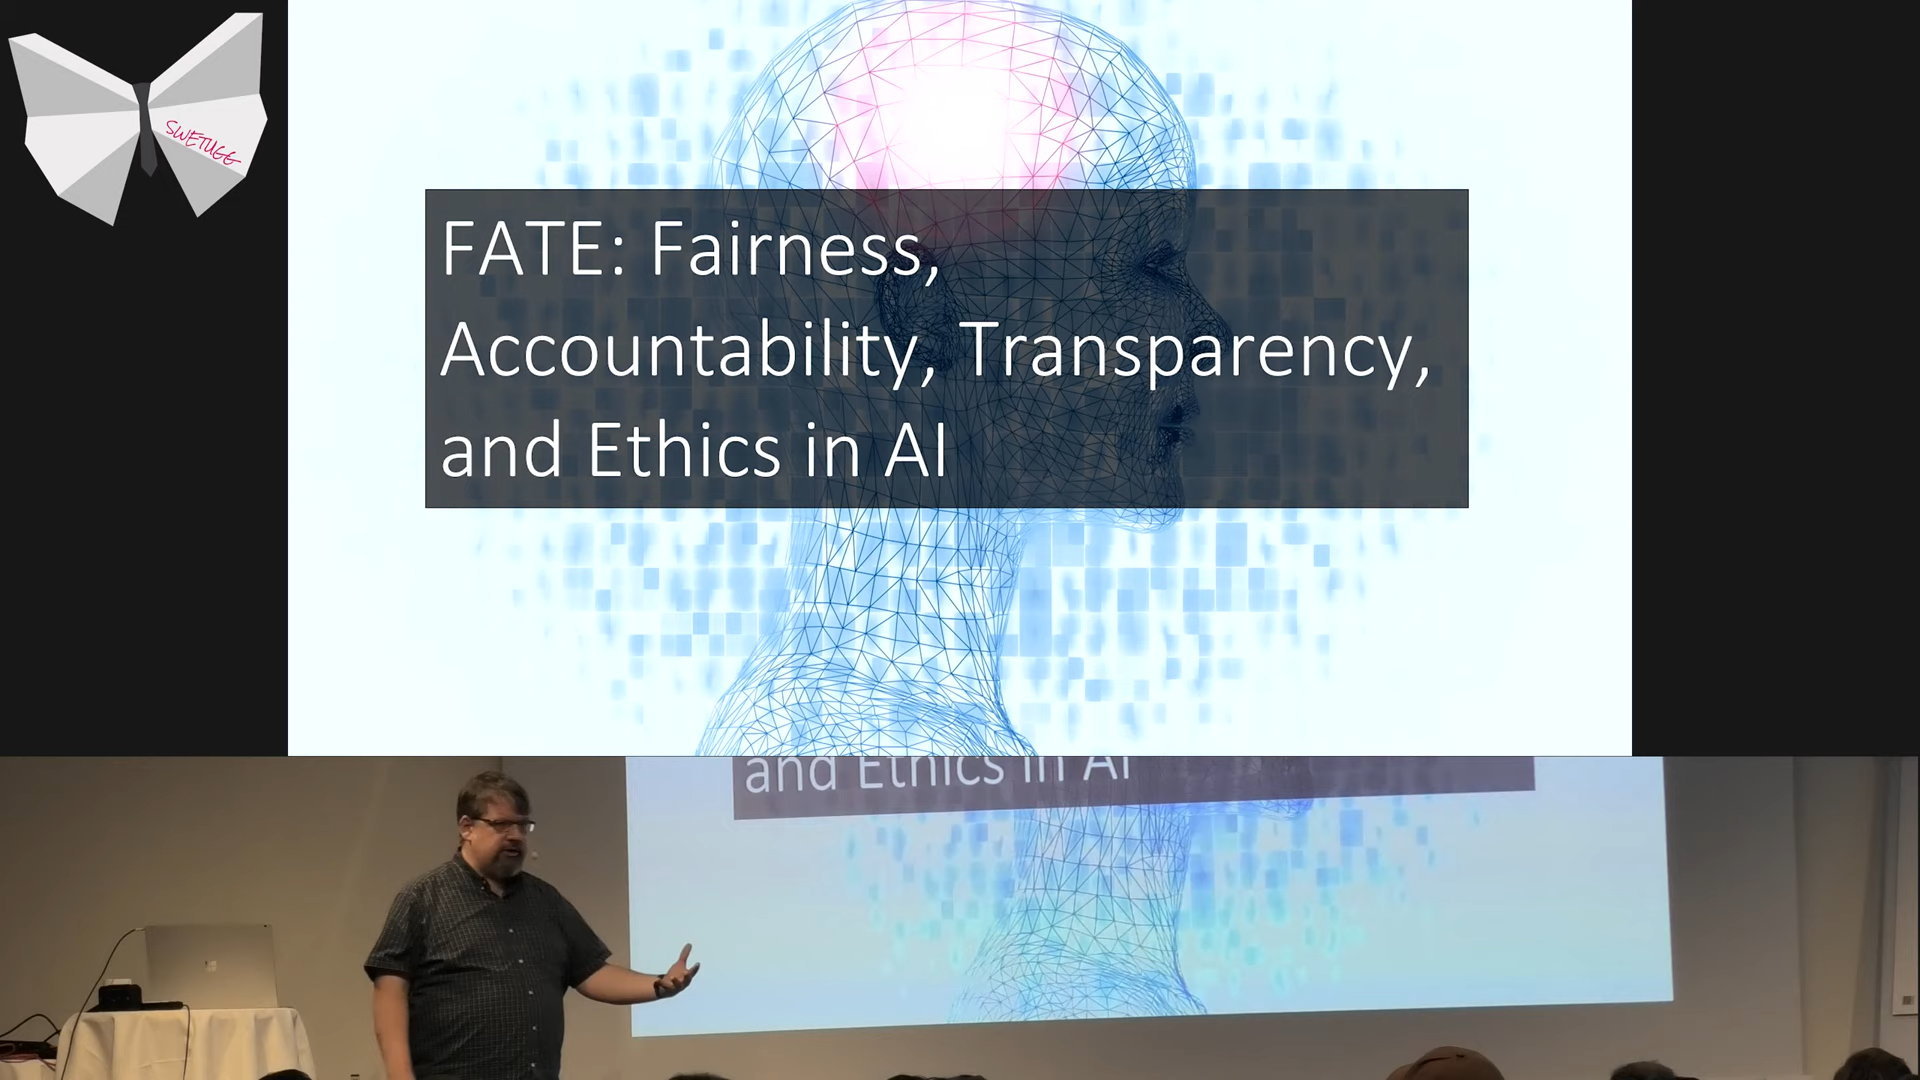 SWETUGG
FATE: Fairness,
Accountability, Transparency,
and Ethics in AI
and Ethics in AI